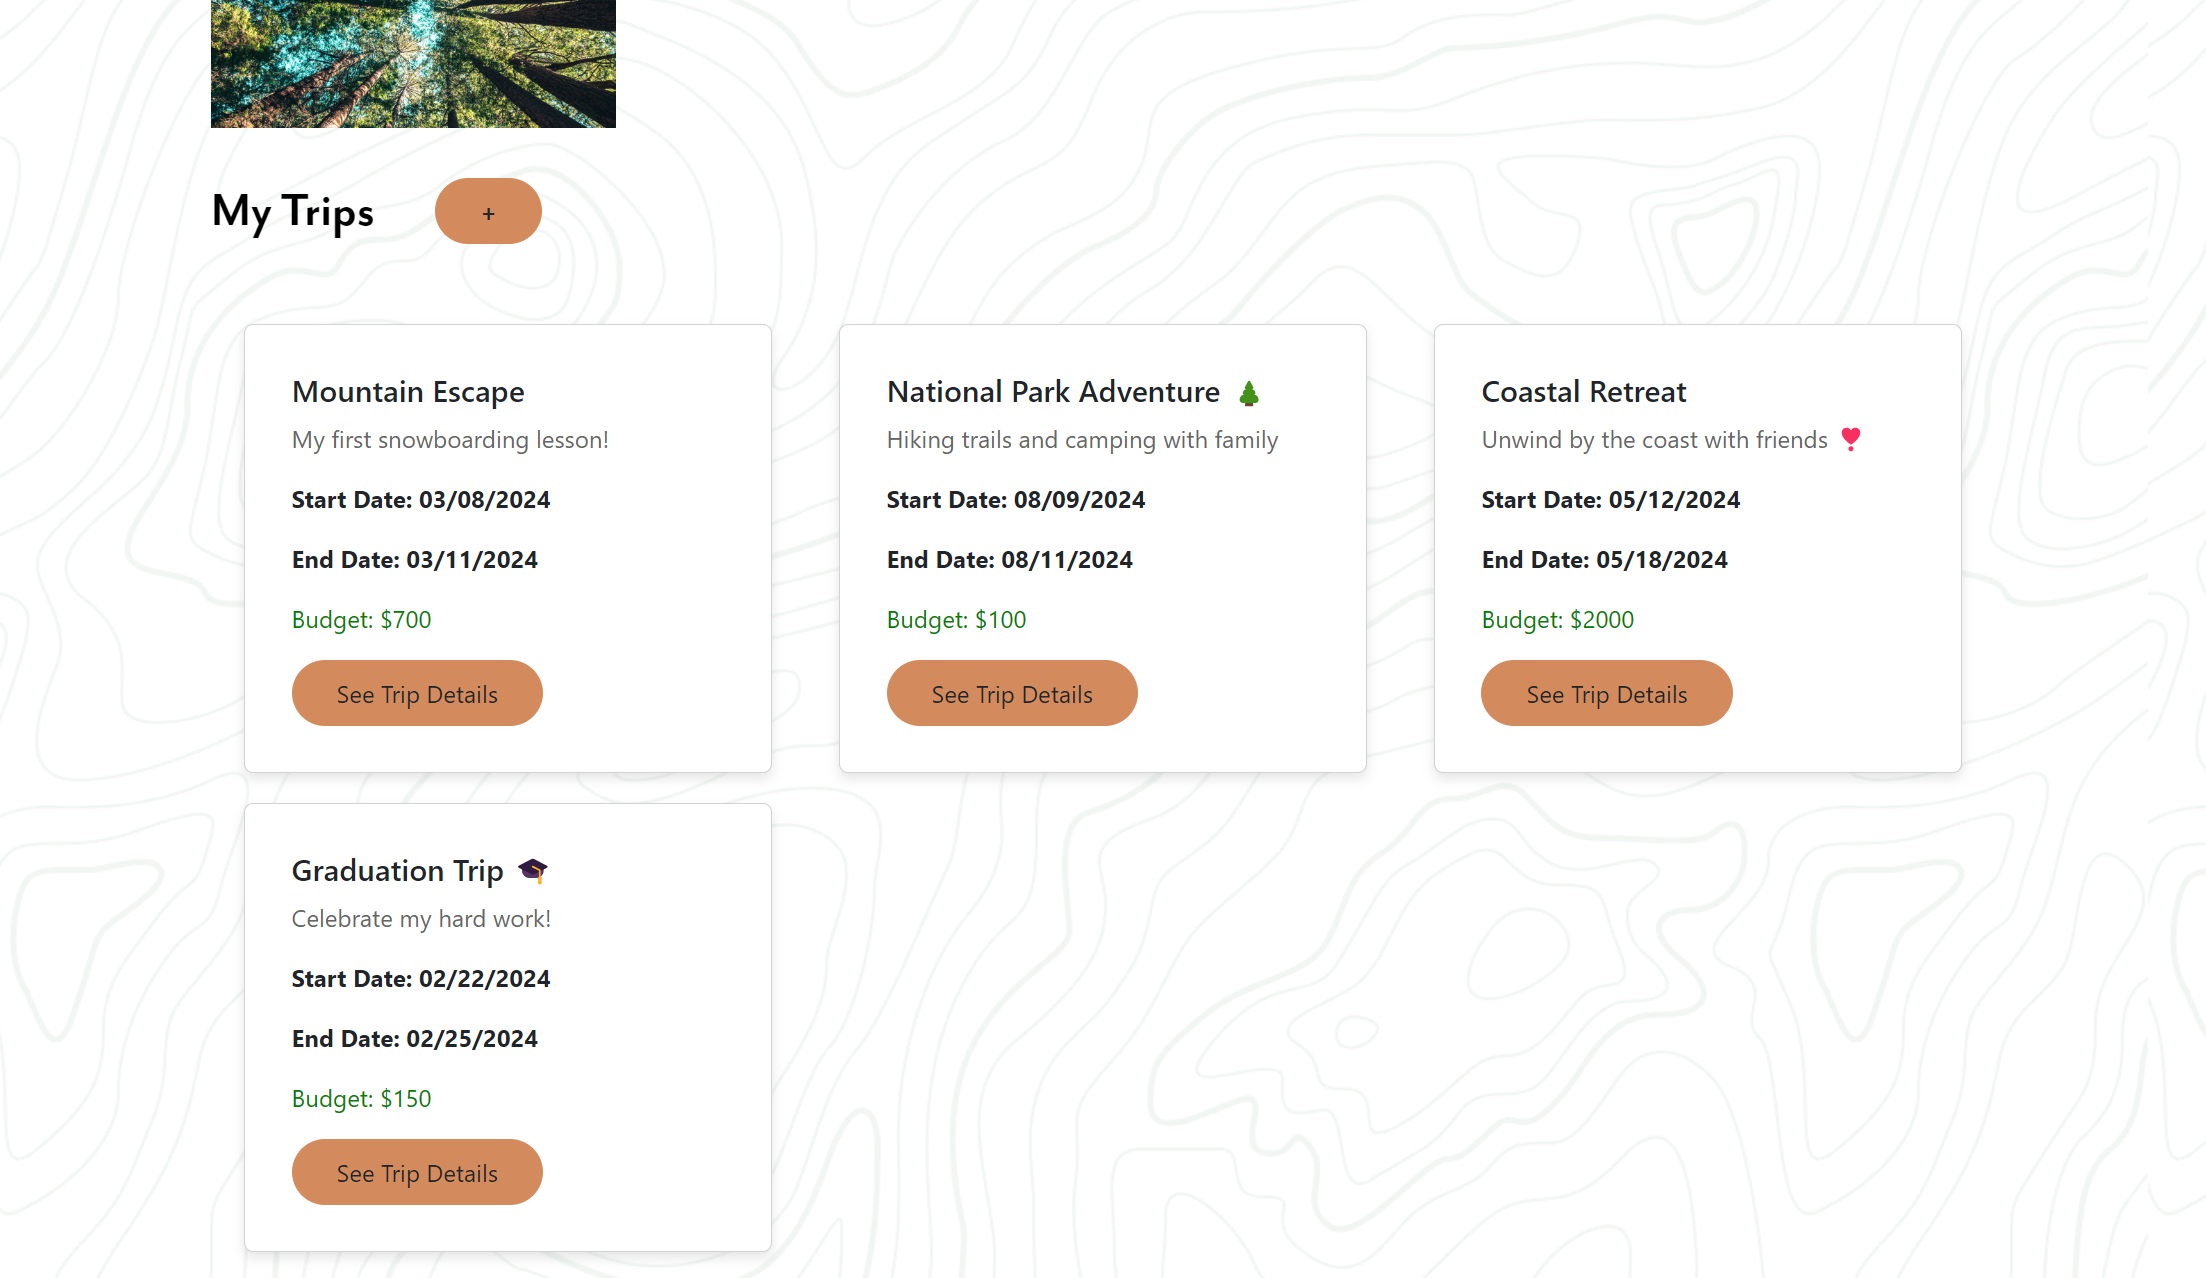 My Trips
+
Mountain Escape
My first snowboarding lesson!
Start Date: 03/08/2024
End Date: 03/11/2024
Budget: $700
See Trip Details
National Park Adventure 🌲
Hiking trails and camping with family
Start Date: 08/09/2024
End Date: 08/11/2024
Budget: $100
See Trip Details
Coastal Retreat
Unwind by the coast with friends ❣️
Start Date: 05/12/2024
End Date: 05/18/2024
Budget: $2000
See Trip Details
Graduation Trip 🎓
Celebrate my hard work!
Start Date: 02/22/2024
End Date: 02/25/2024
Budget: $150
See Trip Details